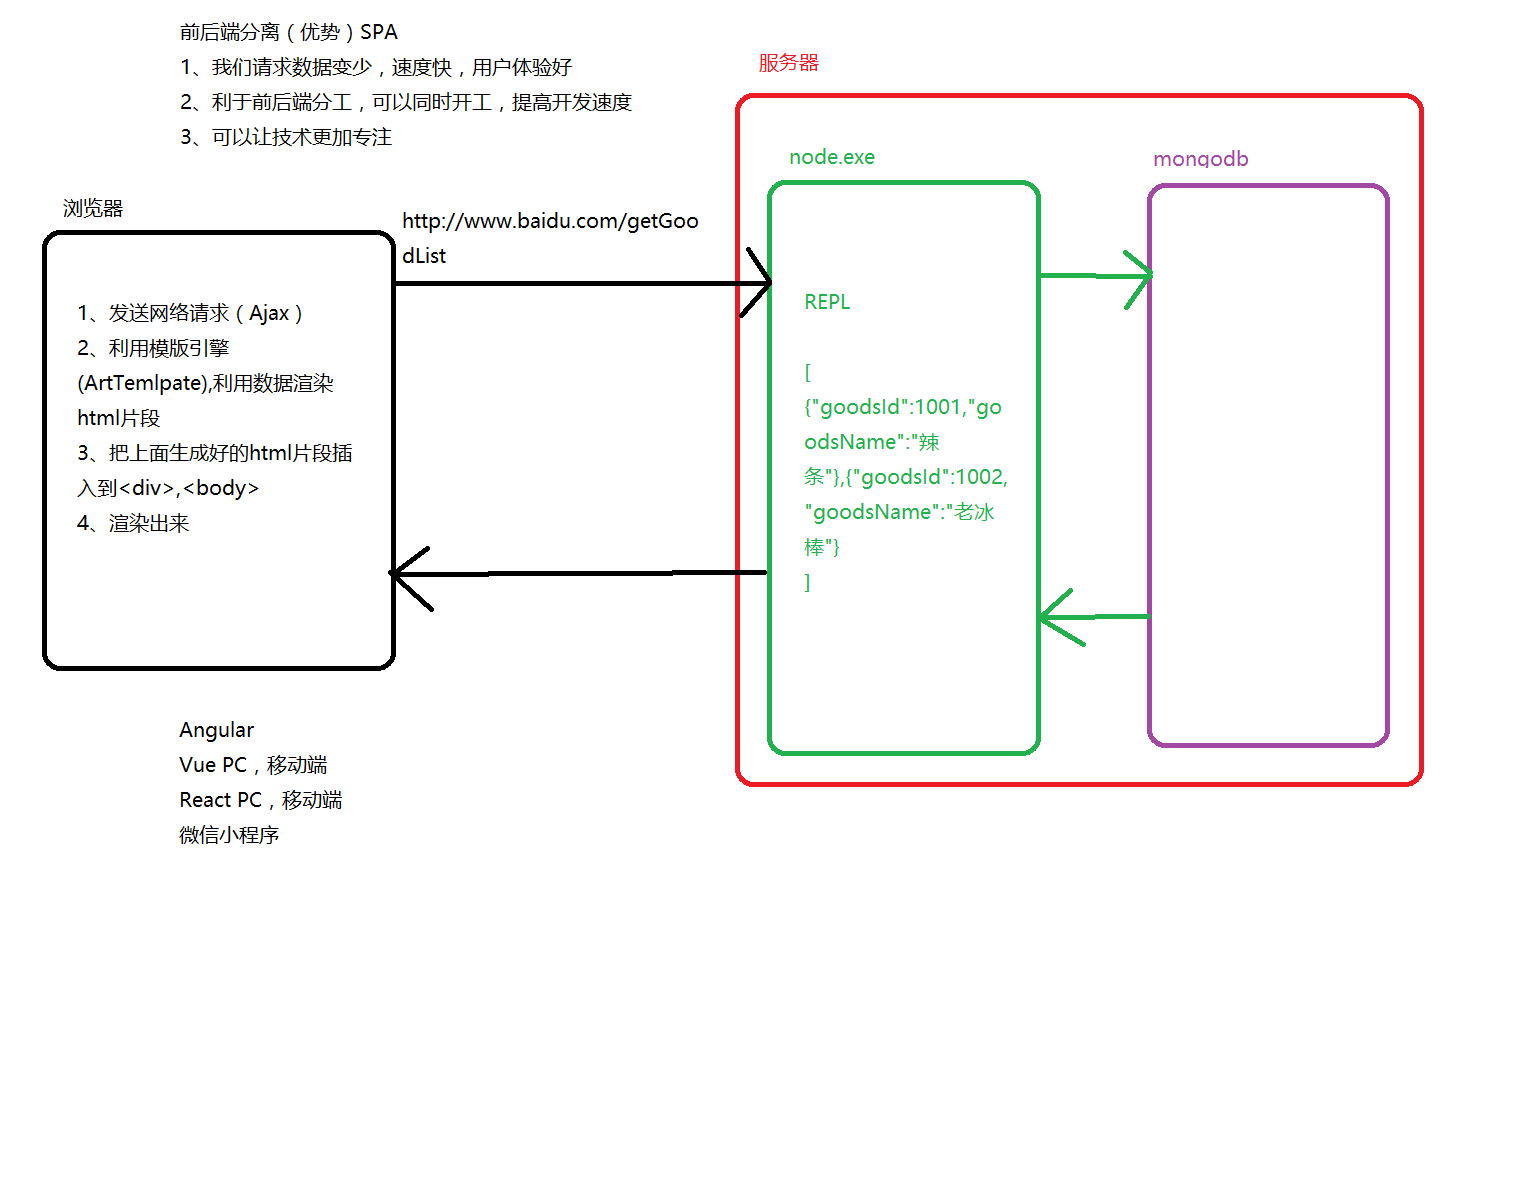 前后端分离（优势）SPA
1、我们请求数据变少，速度快，用户体验好
2、利于前后端分工，可以同时开工，提高开发速度
3、可以让技术更加专注
服务器
node.exe
mongodb
浏览器
http://www.baidu.com/getGoo
dList
1、发送网络请求（Ajax）
2、利用模版引擎
(ArtTemlpate),利用数据渲染
html片段
3、把上面生成好的html片段插
入到<div>,<body>
4、渲染出来
REPL
[
{"goodsId":1001,"go
odsName":"辣
条"},{"goodsId":1002,
"goodsName":"老冰
棒"}
]
Angular
Vue PC，移动端
React PC，移动端
微信小程序